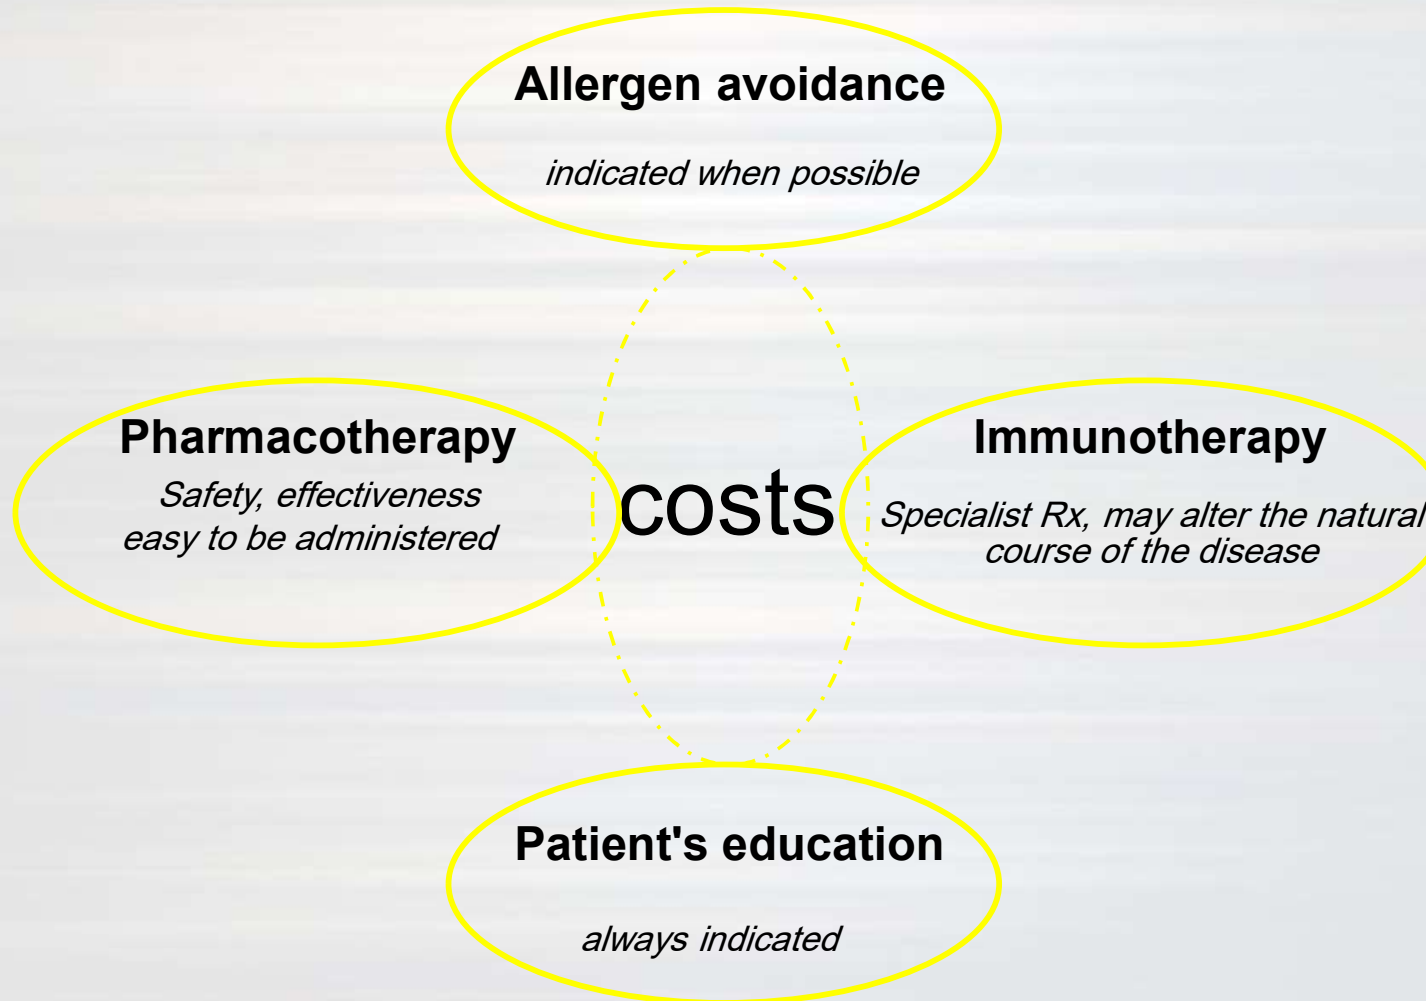 Allergen avoidance
indicated when possible
Pharmacotherapy
Safety, effectiveness
easy to be administered
costs
Immunotherapy
Specialist Rx, may alter the natural
course of the disease
Patient's education
always indicated